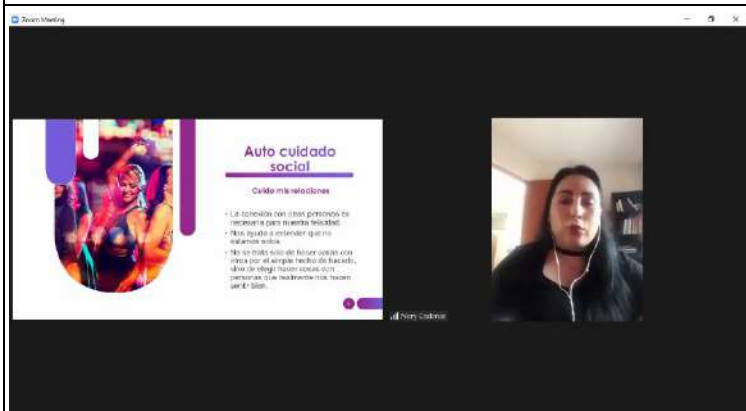 Zoom Meeting
Auto cuidado
social
Cuido mis relaciones
• La conexión con otras personas es
necesaria para nuestra felicidad.
• Nos ayuda a entender que no
estamos solos.
• No se trata solo de hacer cosas con
otros por el simple hecho de hacerlo,
sino de elegir hacer cosas con
personas que realmente nos hacen
sentir bien.